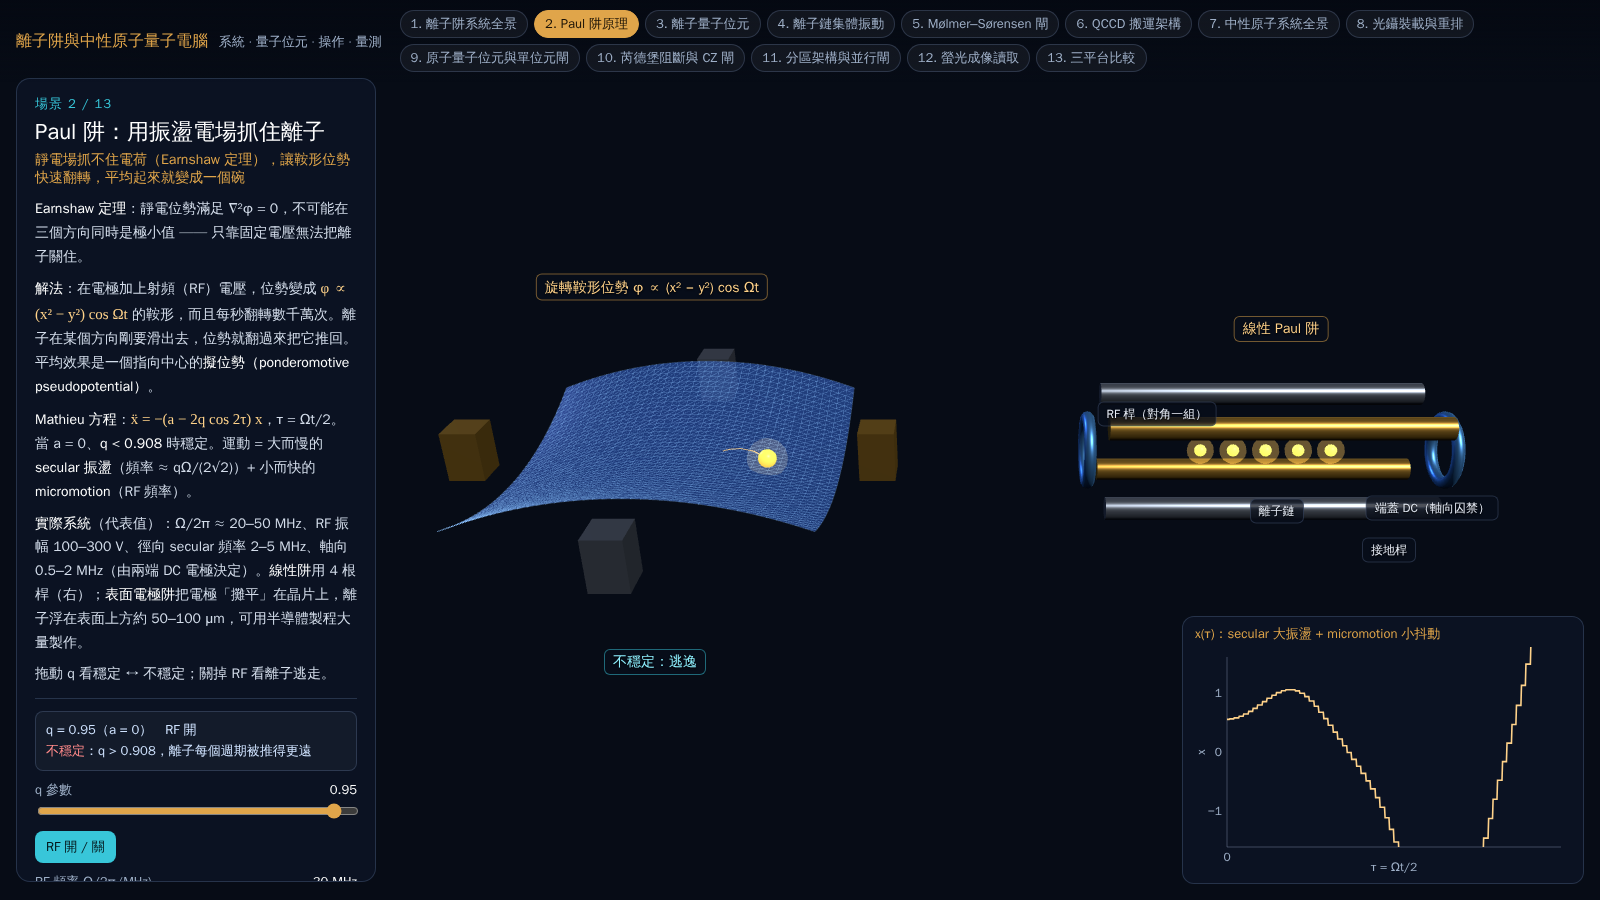 離子阱與中性原子量子電腦 系統 · 量子位元 · 操作 · 量測
1. 離子阱系統全景
2. Paul 阱原理
3. 離子量子位元
4. 離子鏈集體振動
5. Mølmer–Sørensen 閘
6. QCCD 搬運架構
7. 中性原子系統全景
8. 光鑷裝載與重排
9. 原子量子位元與單位元閘
10. 芮德堡阻斷與 CZ 閘
11. 分區架構與並行閘
12. 螢光成像讀取
13. 三平台比較
場景 2 / 13
Paul 阱：用振盪電場抓住離子
靜電場抓不住電荷（Earnshaw 定理），讓鞍形位勢
快速翻轉，平均起來就變成一個碗
Earnshaw 定理：靜電位勢滿足 ∇²φ = 0，不可能在
三個方向同時是極小值 —— 只靠固定電壓無法把離
子關住。
解法：在電極加上射頻（RF）電壓，位勢變成 φ ∝
(x² − y²) cos Ωt 的鞍形，而且每秒翻轉數千萬次。離
子在某個方向剛要滑出去，位勢就翻過來把它推回。
平均效果是一個指向中心的擬位勢（ponderomotive
pseudopotential）。
Mathieu 方程：ẍ = −(a − 2q cos 2τ) x，τ = Ωt/2。
當 a = 0、q < 0.908 時穩定。運動 = 大而慢的
secular 振盪（頻率 ≈ qΩ/(2√2)）+ 小而快的
micromotion（RF 頻率）。
實際系統（代表值）：Ω/2π ≈ 20–50 MHz、RF 振
幅 100–300 V、徑向 secular 頻率 2–5 MHz、軸向
0.5–2 MHz（由兩端 DC 電極決定）。線性阱用 4 根
桿（右）；表面電極阱把電極「攤平」在晶片上，離
子浮在表面上方約 50–100 μm，可用半導體製程大
量製作。
拖動 q 看穩定 ↔ 不穩定；關掉 RF 看離子逃走。
q = 0.95（a = 0） RF 開
不穩定：q > 0.908，離子每個週期被推得更遠
q 參數 0.95
RF 開 / 關
RF 頻率 Ω/2π (MHz) 30 MHz
旋轉鞍形位勢 φ ∝ (x² − y²) cos Ωt
不穩定：逃逸
線性 Paul 阱
RF 桿（對角一組）
離子鏈
端蓋 DC（軸向囚禁）
接地桿
x(τ)：secular 大振盪 + micromotion 小抖動
1
x 0
−1
0
τ = Ωt/2